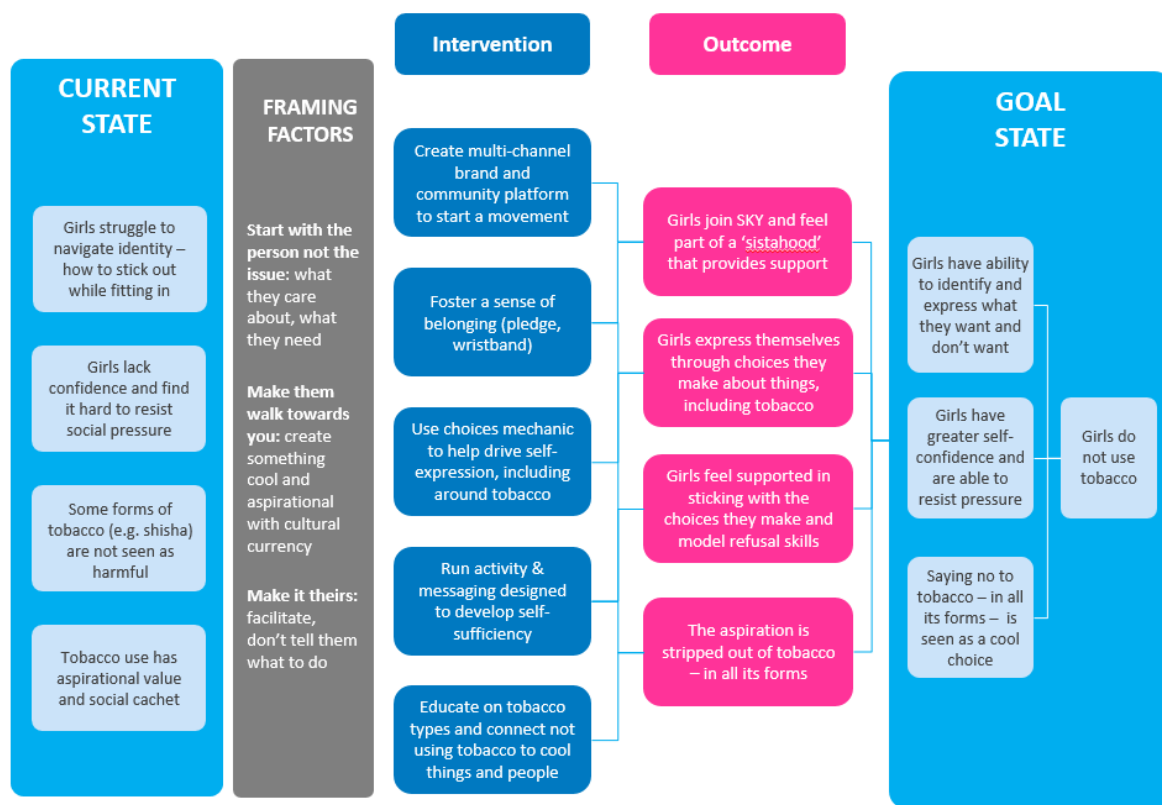 Intervention
Outcome
CURRENT
STATE
Girls struggle to
navigate identity –
how to stick out
while fitting in
Girls lack
confidence and find
it hard to resist
social pressure
Some forms of
tobacco (e.g. shisha)
are not seen as
harmful
Tobacco use has
aspirational value
and social cachet
FRAMING
FACTORS
Start with the
person not the
issue: what
they care
about, what
they need
Make them
walk towards
you: create
something
cool and
aspirational
with cultural
currency
Make it theirs:
facilitate,
don't tell them
what to do
Create multi-channel
brand and
community platform
to start a movement
Foster a sense of
belonging (pledge,
wristband)
Use choices mechanic
to help drive self-
expression, including
around tobacco
Run activity &
messaging designed
to develop self-
sufficiency
Educate on tobacco
types and connect not
using tobacco to cool
things and people
Girls join SKY and feel
part of a 'sistahood'
that provides support
Girls express themselves
through choices they
make about things,
including tobacco
Girls feel supported in
sticking with the
choices they make and
model refusal skills
The aspiration is
stripped out of tobacco
– in all its forms
GOAL
STATE
Girls have ability
to identify and
express what
they want and
don't want
Girls have
greater self-
confidence and
are able to
resist pressure
Saying no to
tobacco – in all
its forms – is
seen as a cool
choice
Girls do
not use
tobacco